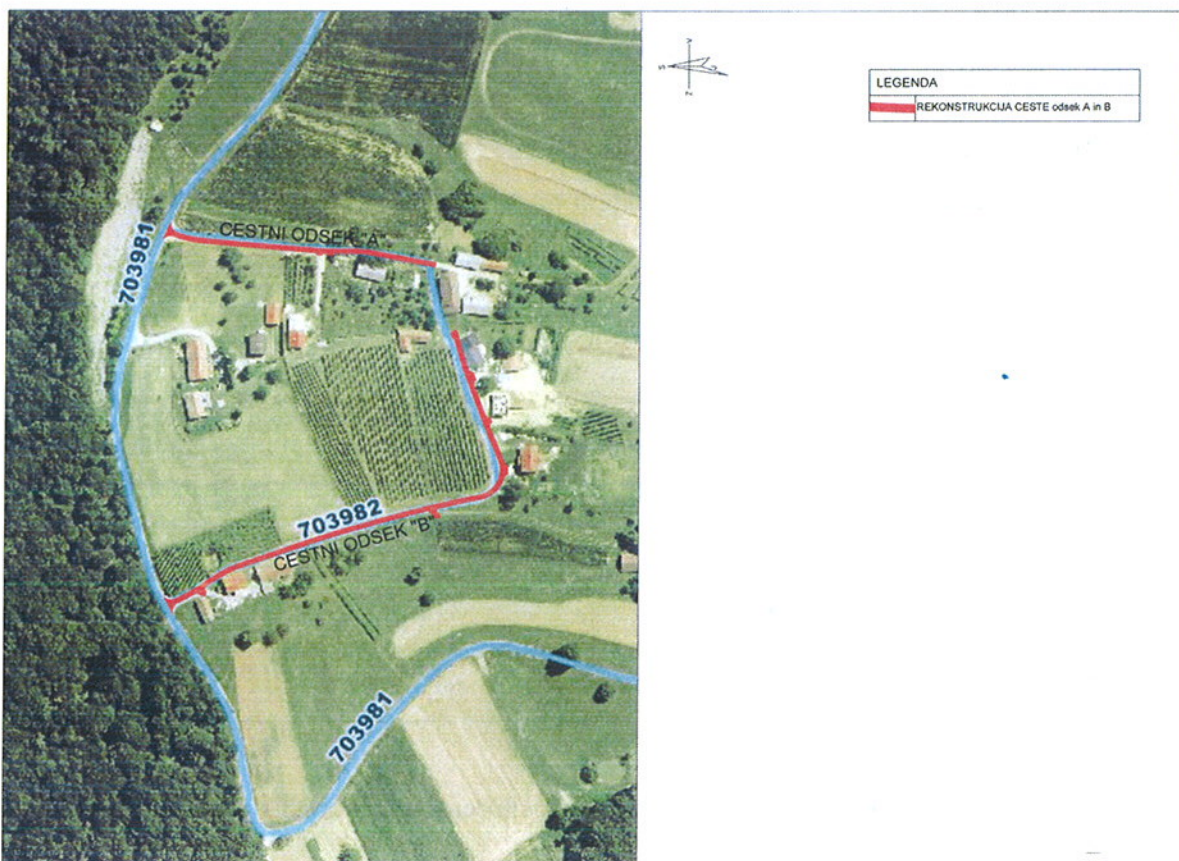 V
S
J
Z
LEGENDA
REKONSTRUKCIJA CESTE odsek A in B
CESTNI ODSEK "A"
703981
703982
CESTNI ODSEK "B"
703981